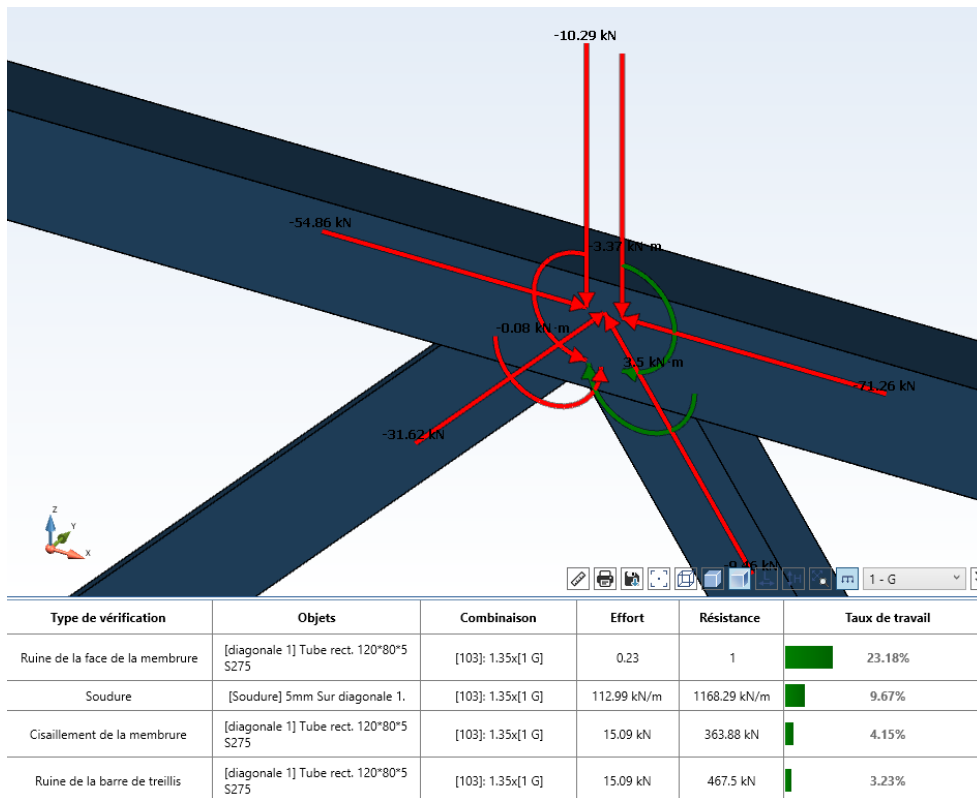 -10.29 kN
-3.37 kN·m
-54.86 kN
-0.08 kN·m
3.5 kN·m
-71.26 kN
-31.62 kN
Z
Y
X
1 - G
Type de vérification Objets Combinaison Effort Résistance Taux de travail
Ruine de la face de la membrure [diagonale 1] Tube rect. 120*80*5 S275 [103]: 1.35x[1 G] 0.23 1 23.18%
Soudure [Soudure] 5mm Sur diagonale 1. [103]: 1.35x[1 G] 112.99 kN/m 1168.29 kN/m 9.67%
Cisaillement de la membrure [diagonale 1] Tube rect. 120*80*5 S275 [103]: 1.35x[1 G] 15.09 kN 363.88 kN 4.15%
Ruine de la barre de treillis [diagonale 1] Tube rect. 120*80*5 S275 [103]: 1.35x[1 G] 15.09 kN 467.5 kN 3.23%